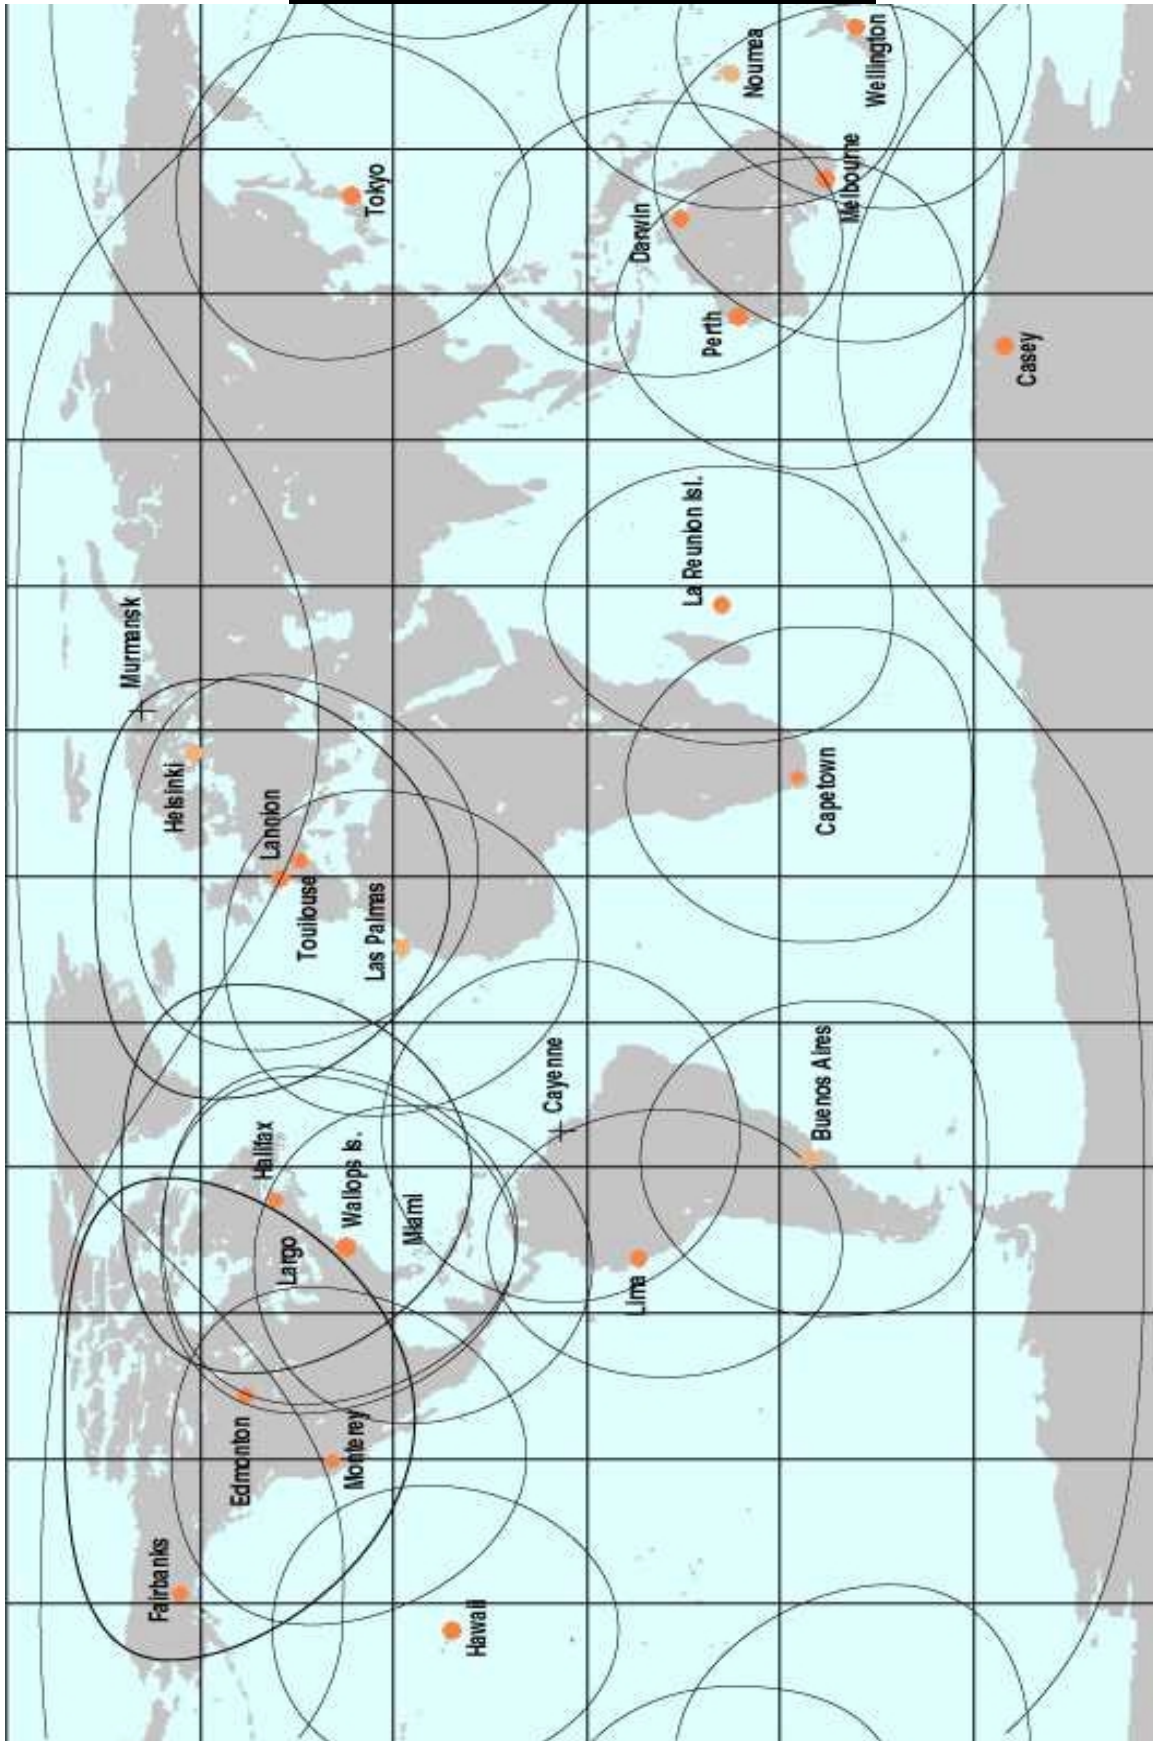 Fairbanks
Edmonton
Monterey
Hawaii
Largo
Halifax
Wallops Is.
Miami
Cayenne
Lima
Buenos Aires
Murmansk
Helsinki
Lannion
Toulouse
Las Palmas
Capetown
La Reunion Isl.
Tokyo
Darwin
Perth
Melbourne
Noumea
Wellington
Casey